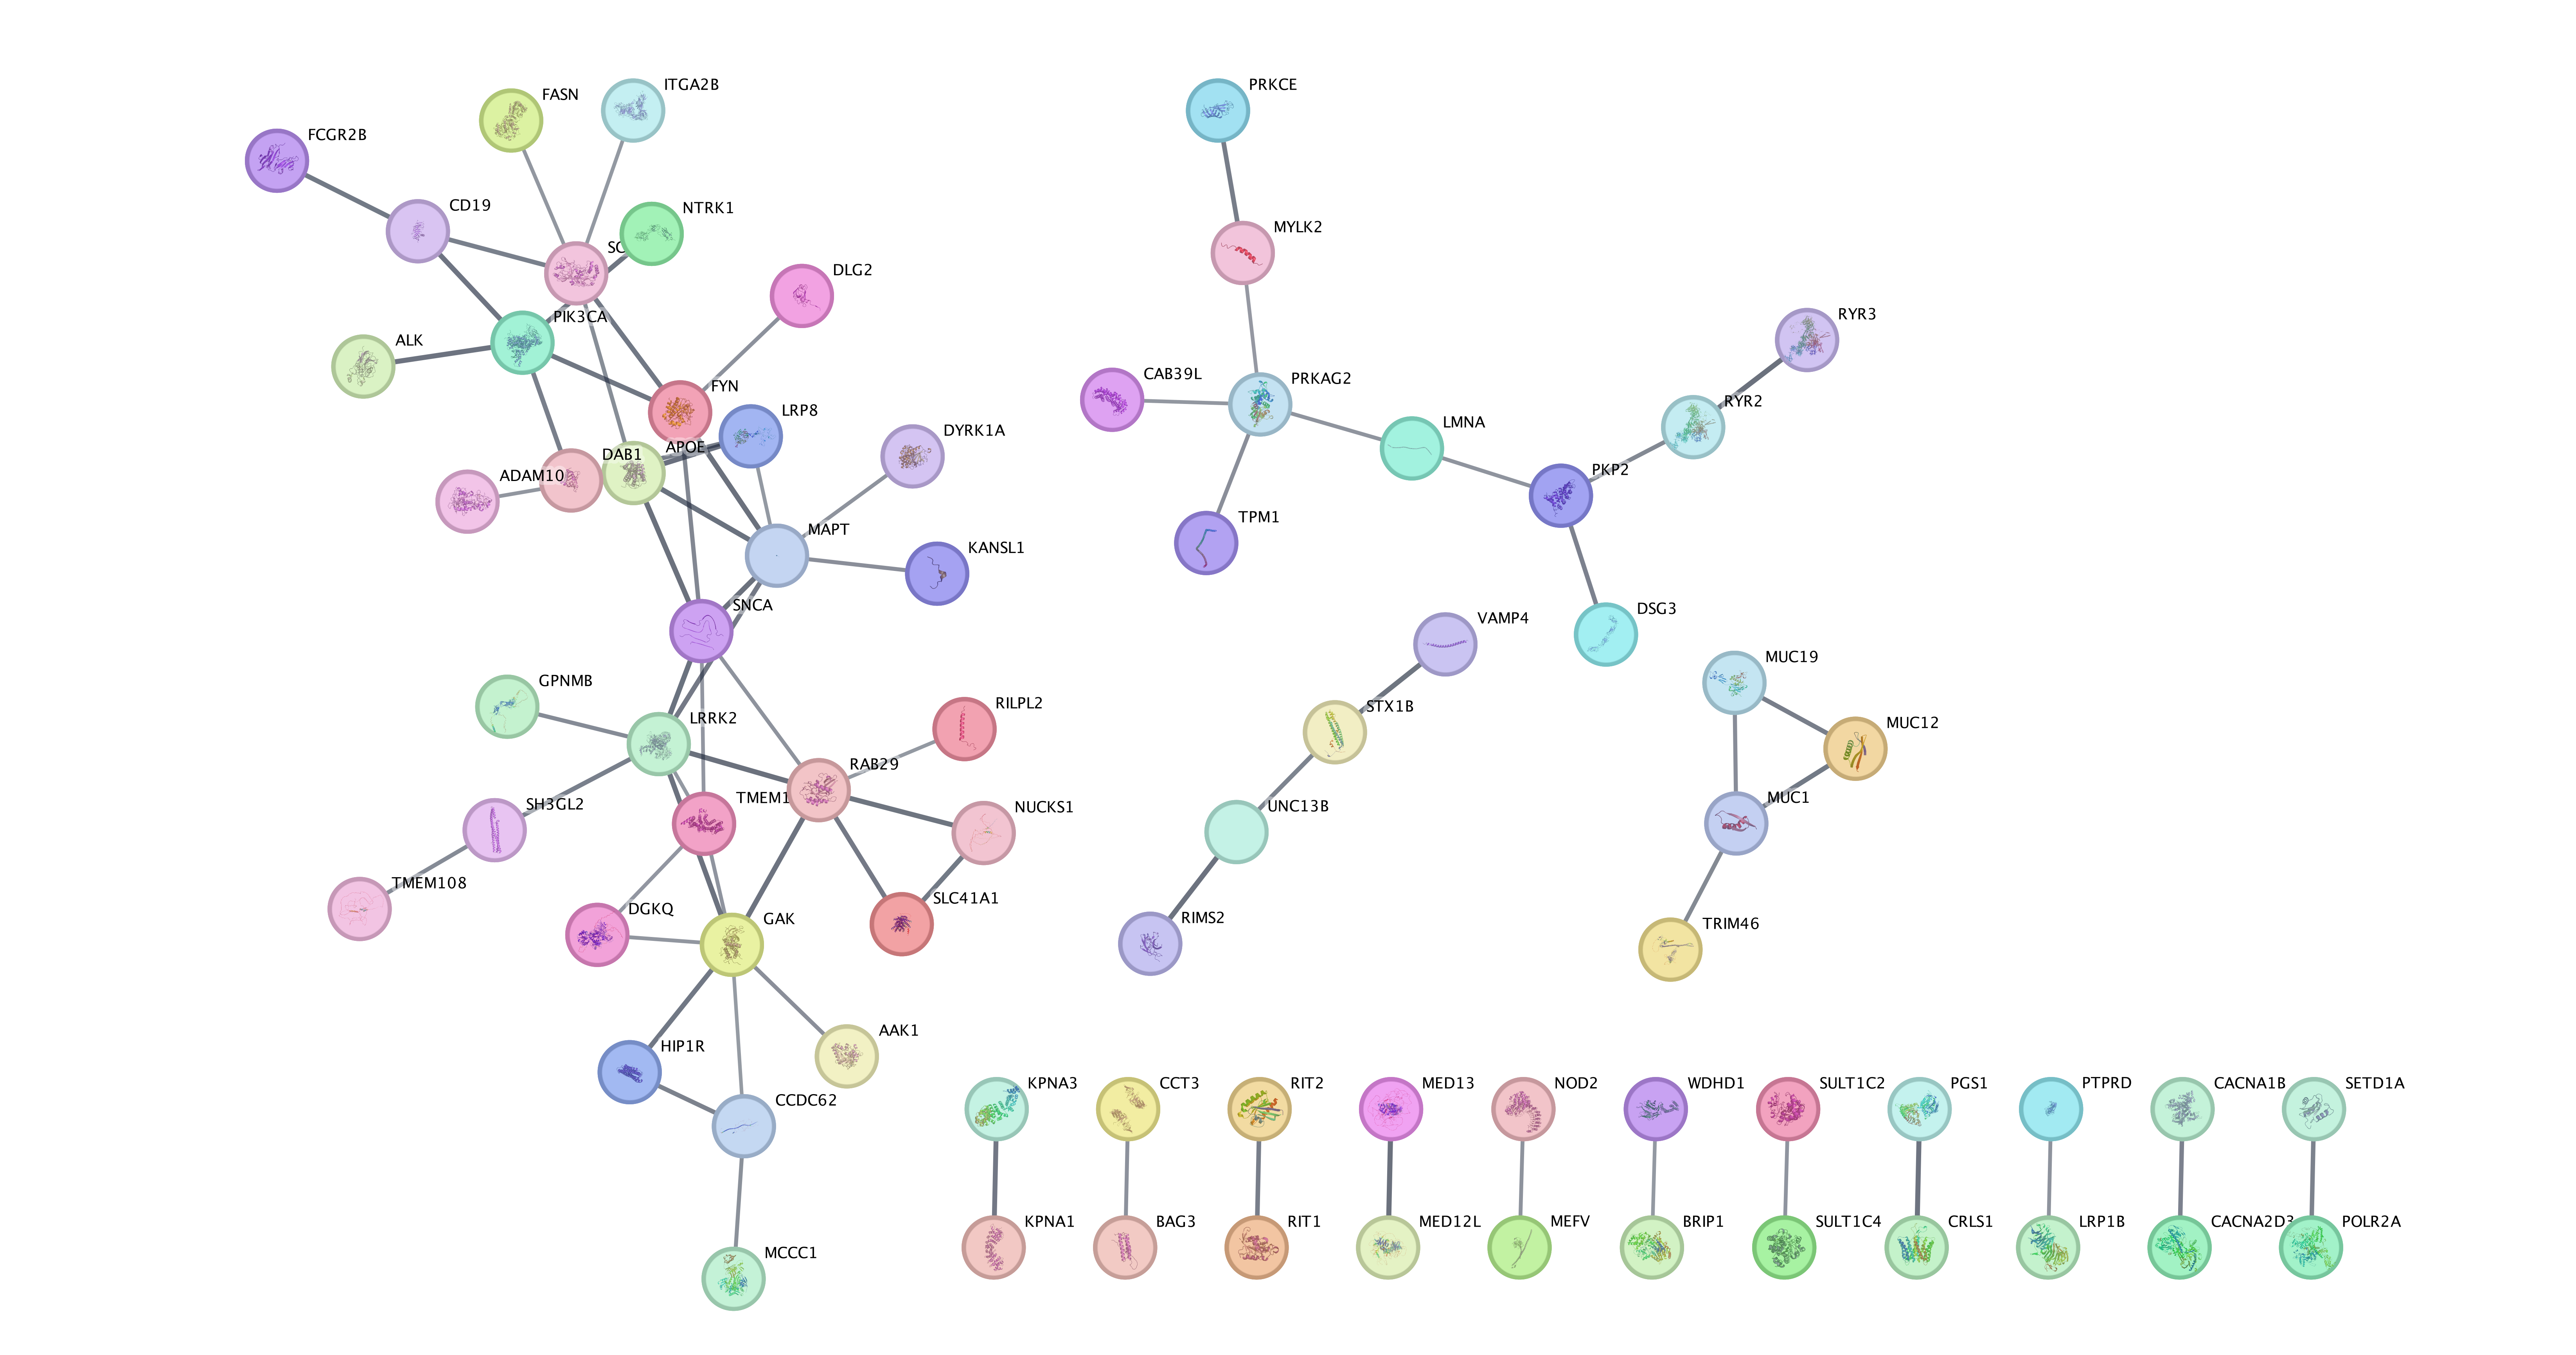 ITGA2B
FASN
PRKCE
FCGR2B
CD19
NTRK1
SC
MYLK2
DLG2
PIK3CA
RYR3
ALK
CAB39L
PRKAG2
FYN
LRP8
RYR2
LMNA
DYRK1A
APOE
DAB1
PKP2
ADAM10
TPM1
MAPT
KANSL1
SNCA
DSG3
VAMP4
MUC19
GPNMB
RILPL2
STX1B
LRRK2
MUC12
RAB29
TMEM1
MUC1
SH3GL2
NUCKS1
UNC13B
TMEM108
SLC41A1
DGKQ
GAK
RIMS2
TRIM46
AAK1
HIP1R
CCDC62
KPNA3
CCT3
RIT2
MED13
NOD2
WDHD1
SULT1C2
PGS1
PTPRD
CACNA1B
SETD1A
KPNA1
BAG3
RIT1
MED12L
MEFV
BRIP1
SULT1C4
CRLS1
LRP1B
CACNA2D3
POLR2A
MCCC1